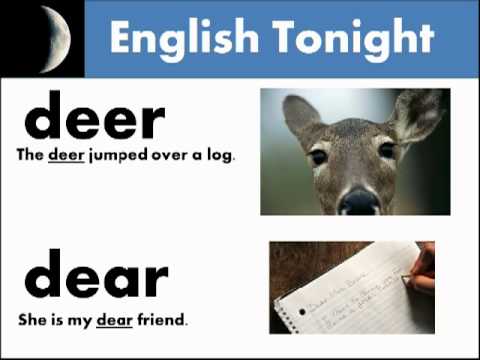 English Tonight
deer
The deer jumped over a log.
dear
She is my dear friend.